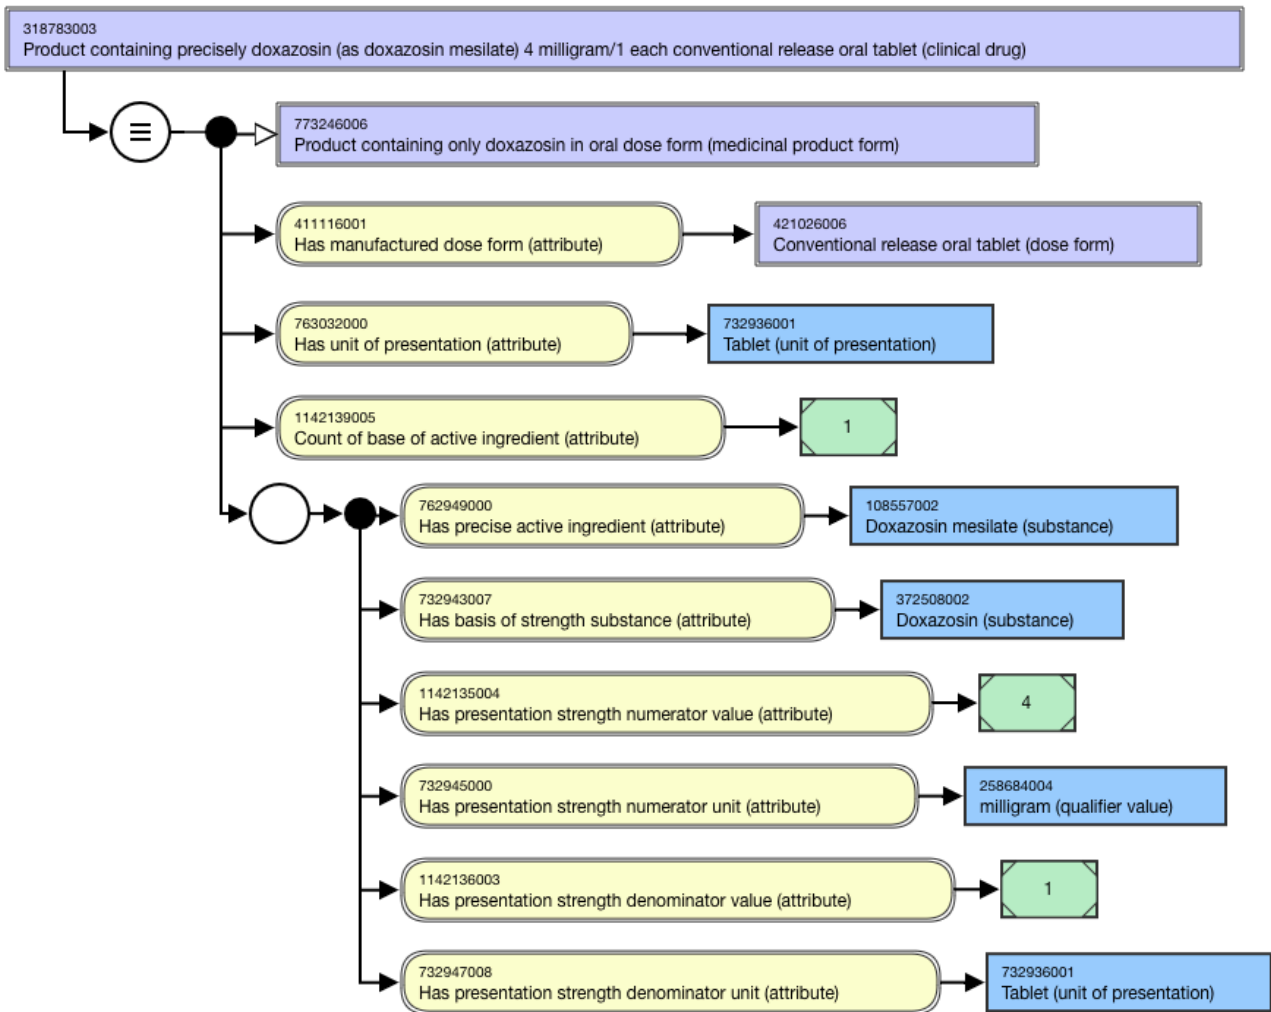 318783003
Product containing precisely doxazosin (as doxazosin mesilate) 4 milligram/1 each conventional release oral tablet (clinical drug)
773246006
Product containing only doxazosin in oral dose form (medicinal product form)
411116001
Has manufactured dose form (attribute)
421026006
Conventional release oral tablet (dose form)
763032000
Has unit of presentation (attribute)
732936001
Tablet (unit of presentation)
1142139005
Count of base of active ingredient (attribute)
1
762949000
Has precise active ingredient (attribute)
108557002
Doxazosin mesilate (substance)
732943007
Has basis of strength substance (attribute)
372508002
Doxazosin (substance)
1142135004
Has presentation strength numerator value (attribute)
4
732945000
Has presentation strength numerator unit (attribute)
258684004
milligram (qualifier value)
1142136003
Has presentation strength denominator value (attribute)
1
732947008
Has presentation strength denominator unit (attribute)
732936001
Tablet (unit of presentation)